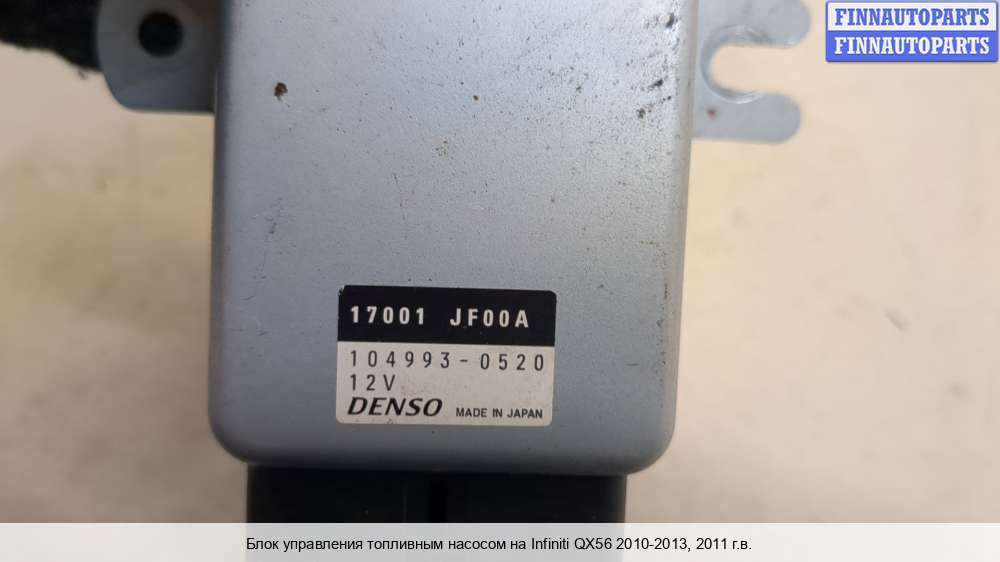 FINNAUTOPARTS
FINNAUTOPARTS
17001 JF00A
104993-0520
12V
DENSO MADE IN JAPAN
Блок управления топливным насосом на Infiniti QX56 2010-2013, 2011 г.в.